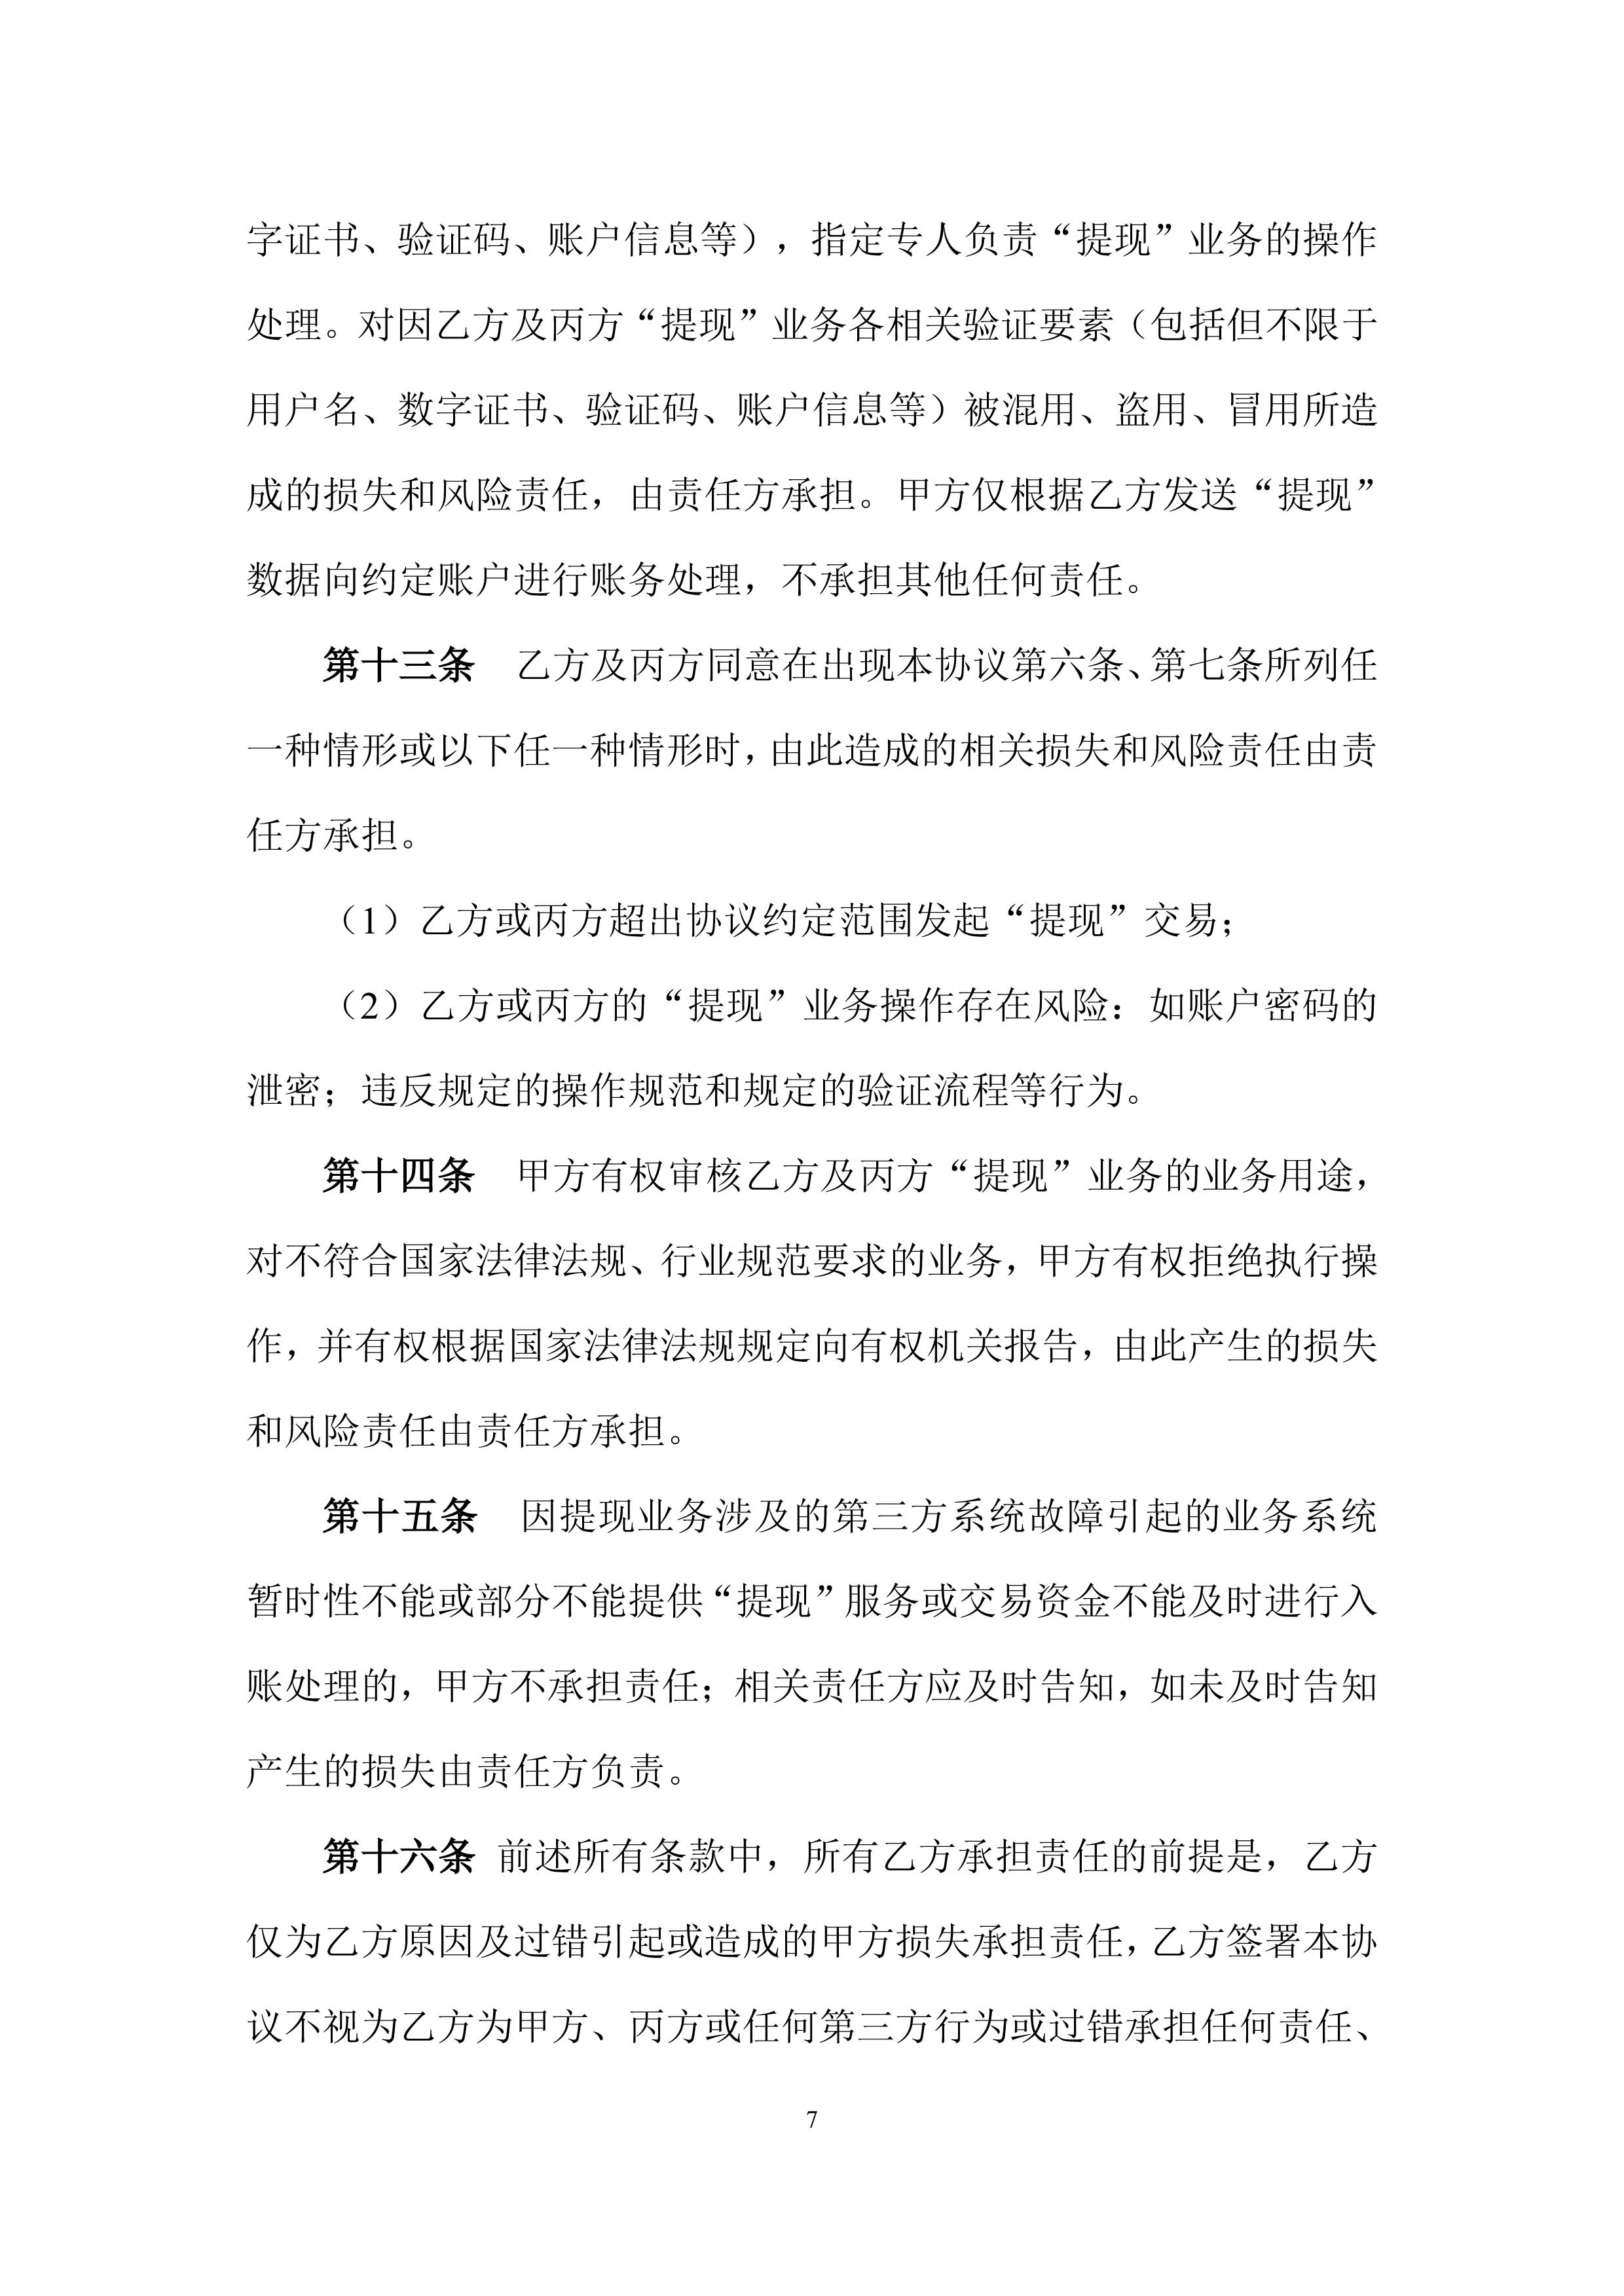 字证书、验证码、账户信息等），指定专人负责“提现”业务的操作
处理。对因乙方及丙方“提现”业务各相关验证要素（包括但不限于
用户名、数字证书、验证码、账户信息等）被混用、盗用、冒用所造
成的损失和风险责任，由责任方承担。甲方仅根据乙方发送“提现”
数据向约定账户进行账务处理，不承担其他任何责任。
第十三条 乙方及丙方同意在出现本协议第六条、第七条所列任
一种情形或以下任一种情形时，由此造成的相关损失和风险责任由责
任方承担。
（1）乙方或丙方超出协议约定范围发起“提现”交易；
（2）乙方或丙方的“提现”业务操作存在风险：如账户密码的
泄密；违反规定的操作规范和规定的验证流程等行为。
第十四条 甲方有权审核乙方及丙方“提现”业务的业务用途，
对不符合国家法律法规、行业规范要求的业务，甲方有权拒绝执行操
作，并有权根据国家法律法规规定向有权机关报告，由此产生的损失
和风险责任由责任方承担。
第十五条 因提现业务涉及的第三方系统故障引起的业务系统
暂时性不能或部分不能提供“提现”服务或交易资金不能及时进行入
账处理的，甲方不承担责任；相关责任方应及时告知，如未及时告知
产生的损失由责任方负责。
第十六条 前述所有条款中，所有乙方承担责任的前提是，乙方
仅为乙方原因及过错引起或造成的甲方损失承担责任，乙方签署本协
议不视为乙方为甲方、丙方或任何第三方行为或过错承担任何责任、
7